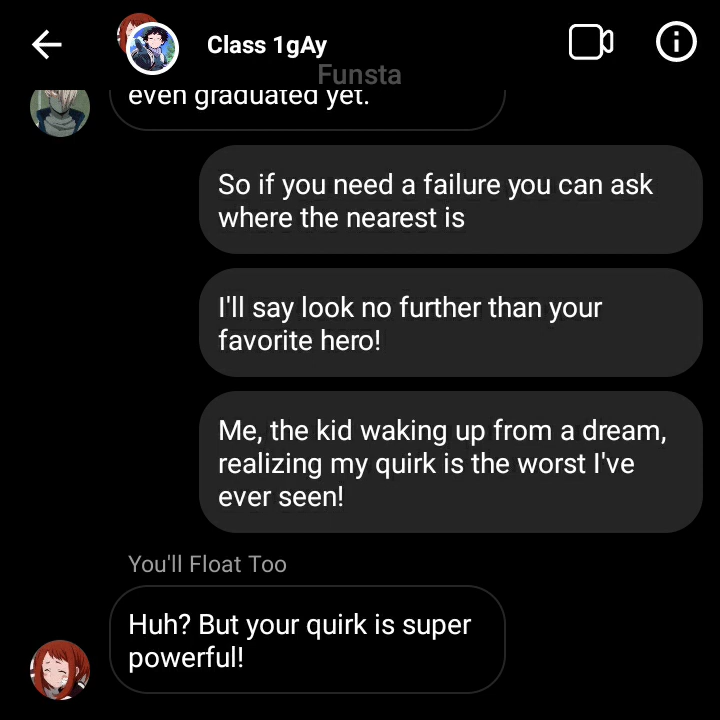 Class 1gAy
Funsta
even graduated yet.
So if you need a failure you can ask
where the nearest is
I'll say look no further than your
favorite hero!
Me, the kid waking up from a dream,
realizing my quirk is the worst I've
ever seen!
You'll Float Too
Huh? But your quirk is super
powerful!